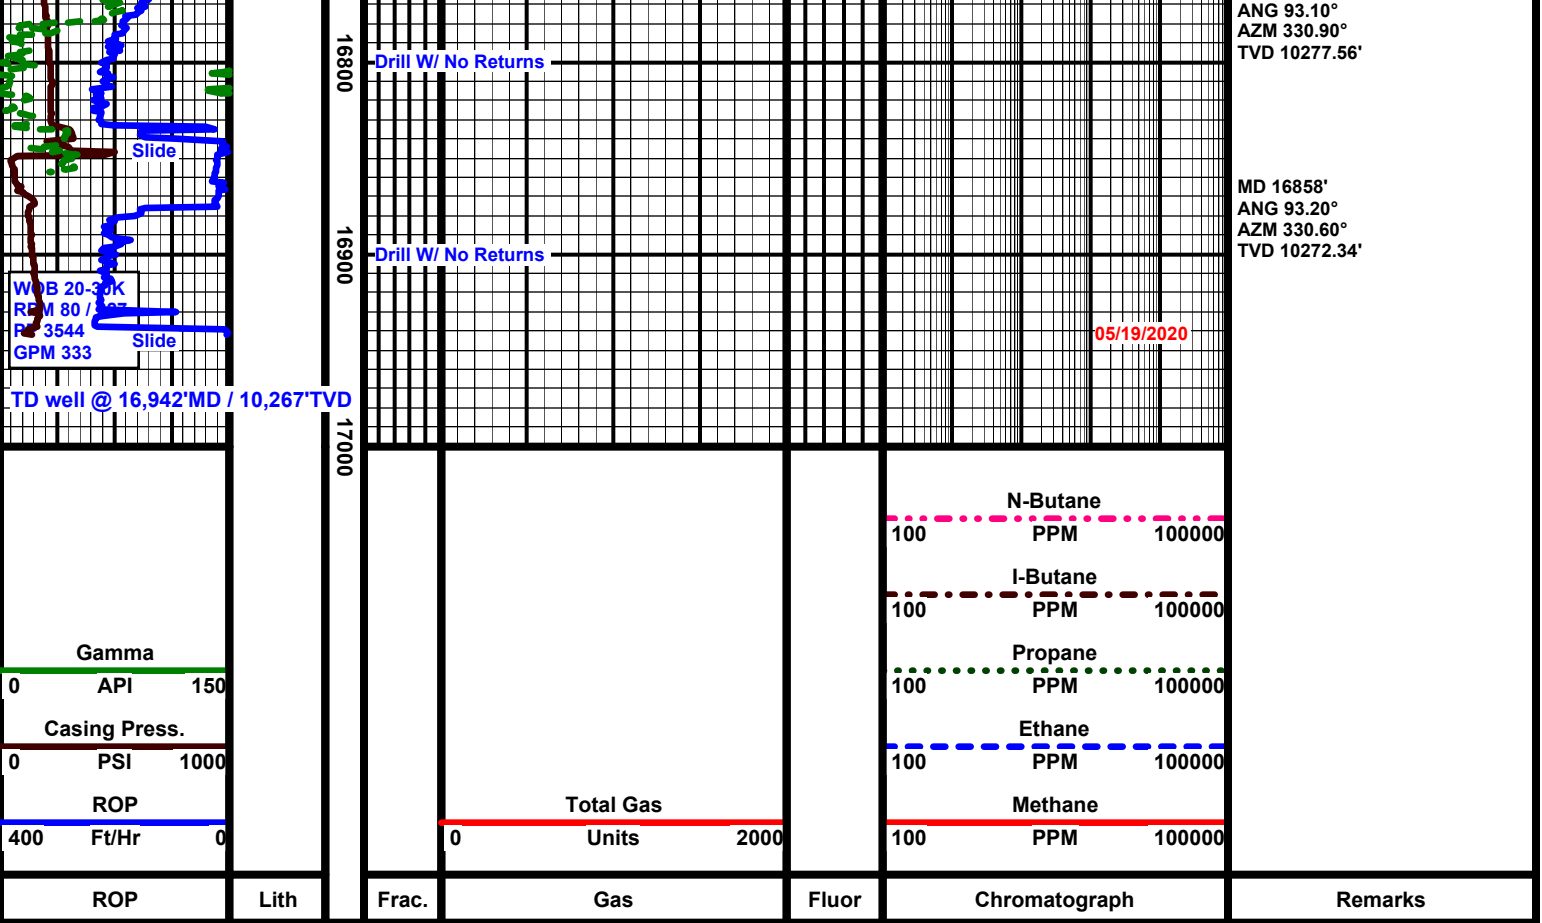 ANG 93.10°
AZM 330.90°
TVD 10277.56'
16800
Drill W/ No Returns
Slide
MD 16858'
ANG 93.20°
AZM 330.60°
TVD 10272.34'
16900
Drill W/ No Returns
WOB 20-30K
RPM 80 /
3544
GPM 333
Slide
05/19/2020
TD well @ 16,942'MD / 10,267'TVD
17000
N-Butane
100 PPM 100000
I-Butane
100 PPM 100000
Gamma
0 API 150
Propane
100 PPM 100000
Casing Press.
0 PSI 1000
Ethane
100 PPM 100000
ROP
400 Ft/Hr 0
Total Gas
0 Units 2000
Methane
100 PPM 100000
ROP Lith Frac. Gas Fluor Chromatograph Remarks